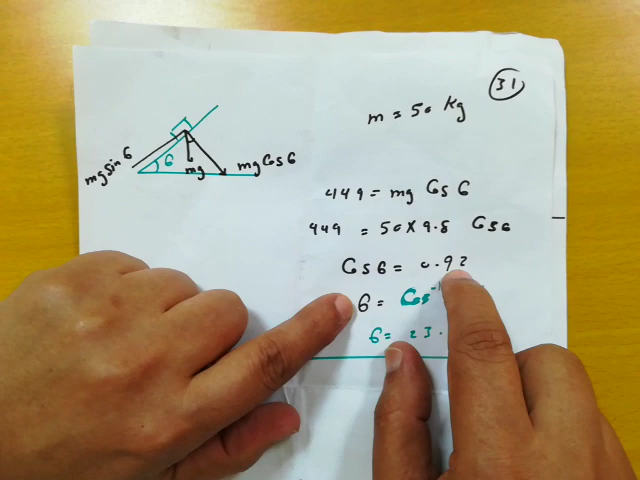 31
m = 50 kg
mg sin θ
θ
mg
mg Cos θ
449 = mg Cos θ
449 = 50 × 9.8 Cos θ
Cos θ = 0.92
θ = Cos⁻¹
θ = 23.